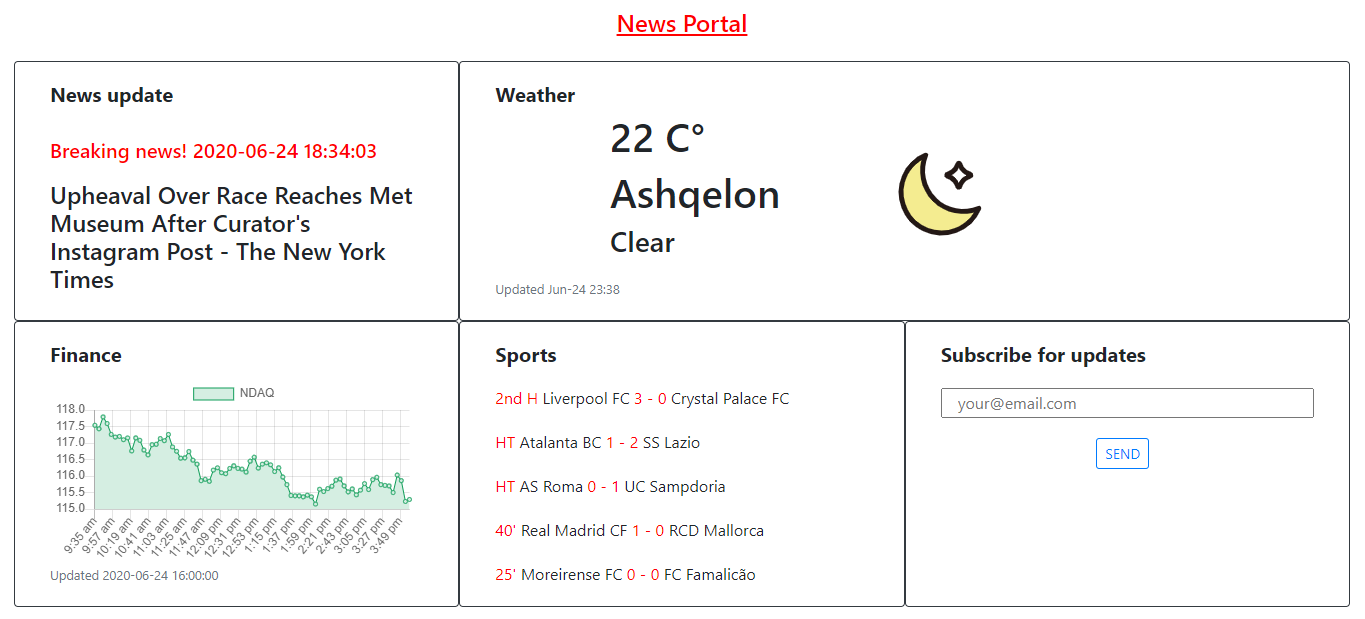 News Portal
News update
Breaking news! 2020-06-24 18:34:03
Upheaval Over Race Reaches Met
Museum After Curator's
Instagram Post - The New York
Times
Weather
22 C°
Ashqelon
Clear
Updated Jun-24 23:38
Finance
NDAQ
118.0
117.5
117.0
116.5
116.0
115.5
115.0
9:35 am
9:57 am
10:19 am
10:41 am
11:03 am
11:25 am
11:47 am
12:09 pm
12:31 pm
12:53 pm
1:15 pm
1:37 pm
1:59 pm
2:21 pm
2:43 pm
3:05 pm
3:27 pm
3:49 pm
Updated 2020-06-24 16:00:00
Sports
2nd H Liverpool FC 3 - 0 Crystal Palace FC
HT Atalanta BC 1 - 2 SS Lazio
HT AS Roma 0 - 1 UC Sampdoria
40' Real Madrid CF 1 - 0 RCD Mallorca
25' Moreirense FC 0 - 0 FC Famalicão
Subscribe for updates
your@email.com
SEND